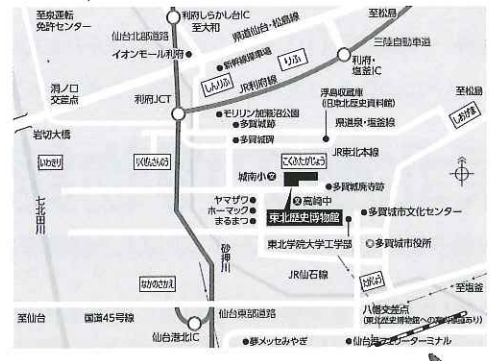 至泉運転
免許センター
利府しらかし台IC
至大和
仙台北部道路
イオンモール利府
県道仙台・松島線
至松島
三陸自動車道
新幹線操車場
しんりふ
りふ
利府・
塩釜IC
JR利府線
洞ノ口
交差点
利府JCT
モリリン加瀬沼公園
多賀城跡
多賀城碑
浮島収蔵庫
(旧東北歴史資料館)
県道泉・塩釜線
至松島
しおがま
岩切大橋
JR東北本線
いわきり
りくぜんさんのう
城南小
こくふたがじょう
多賀城廃寺跡
高崎中
ヤマザワ
ホーマック
まるまつ
東北歴史博物館
多賀城市文化センター
七北田川
砂押川
東北学院大学工学部
多賀城市役所
JR仙石線
たがじょう
なかのさかえ
至塩釜
八幡交差点
(東北歴史博物館への案内標識あり)
至仙台
国道45号線
仙台東部道路
仙台港北IC
夢メッセみやぎ
仙台港フェリーターミナル